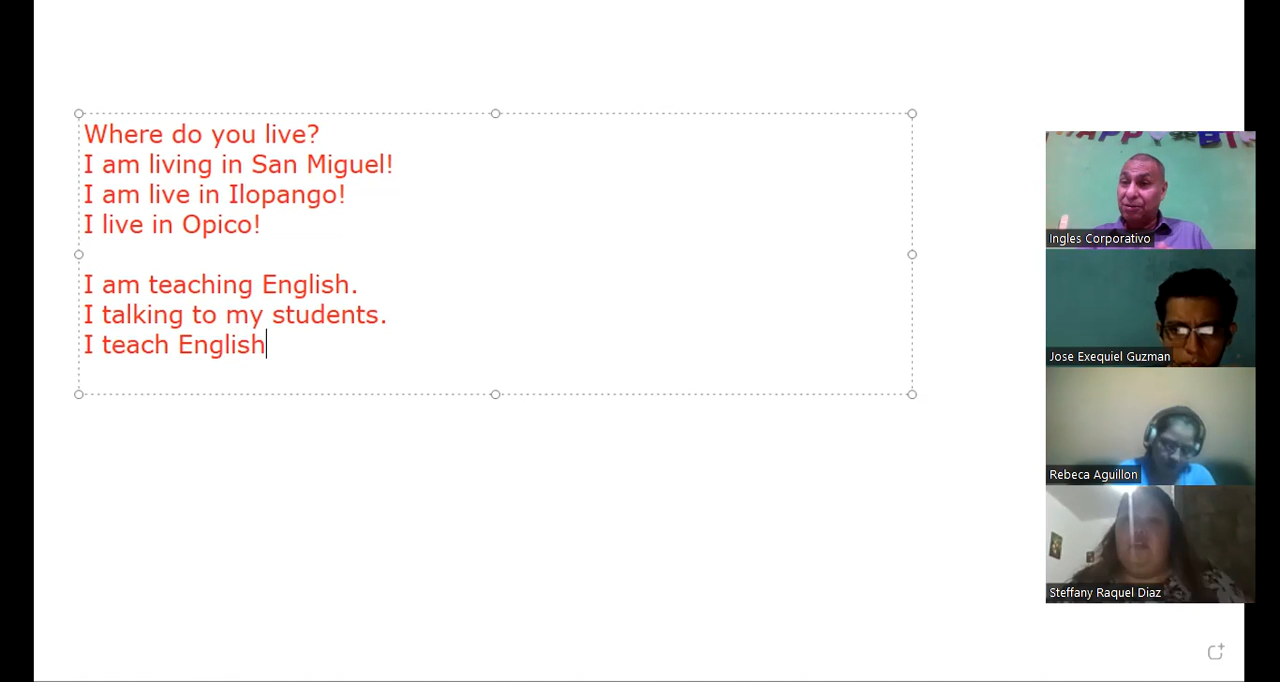 Where do you live?
I am living in San Miguel!
I am live in Ilopango!
I live in Opico!
I am teaching English.
I talking to my students.
I teach English
Ingles Corporativo
Jose Exequiel Guzman
Rebeca Aguillon
Steffany Raquel Diaz